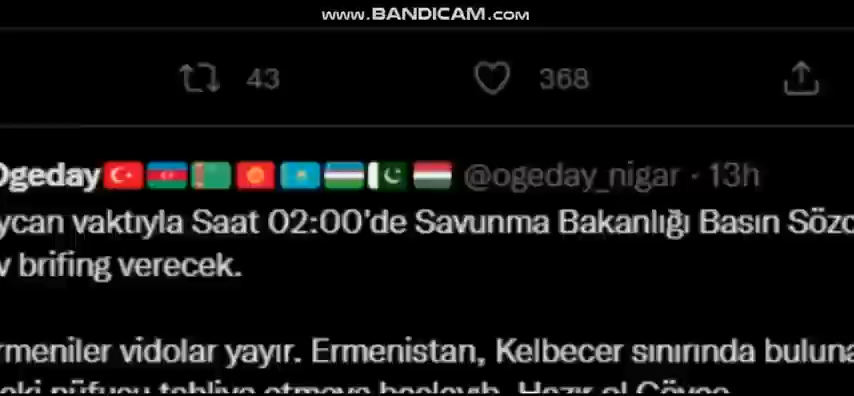 www.BANDICAM.com
43 368
Ogeday @ogeday_nigar · 13h
ycan vaktıyla Saat 02:00'de Savunma Bakanlığı Basın Sözc
v brifing verecek.
rmeniler vidolar yayır. Ermenistan, Kelbecer sınırında buluna